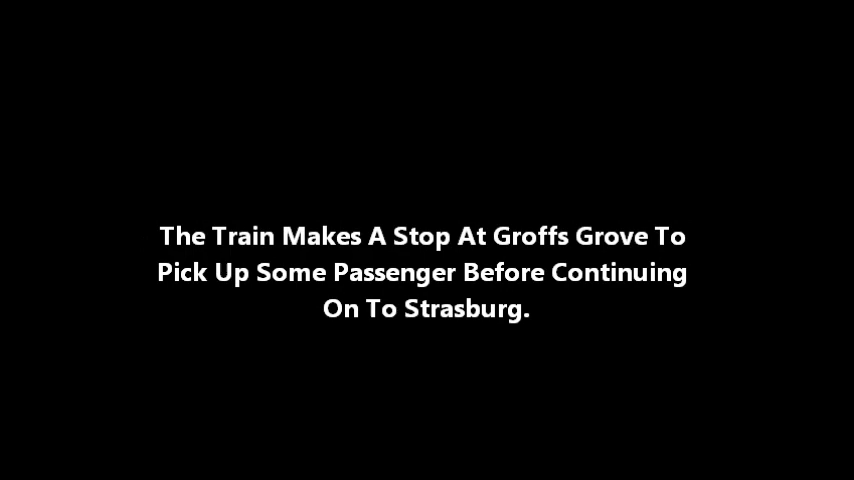 The Train Makes A Stop At Groffs Grove To
Pick Up Some Passenger Before Continuing
On To Strasburg.